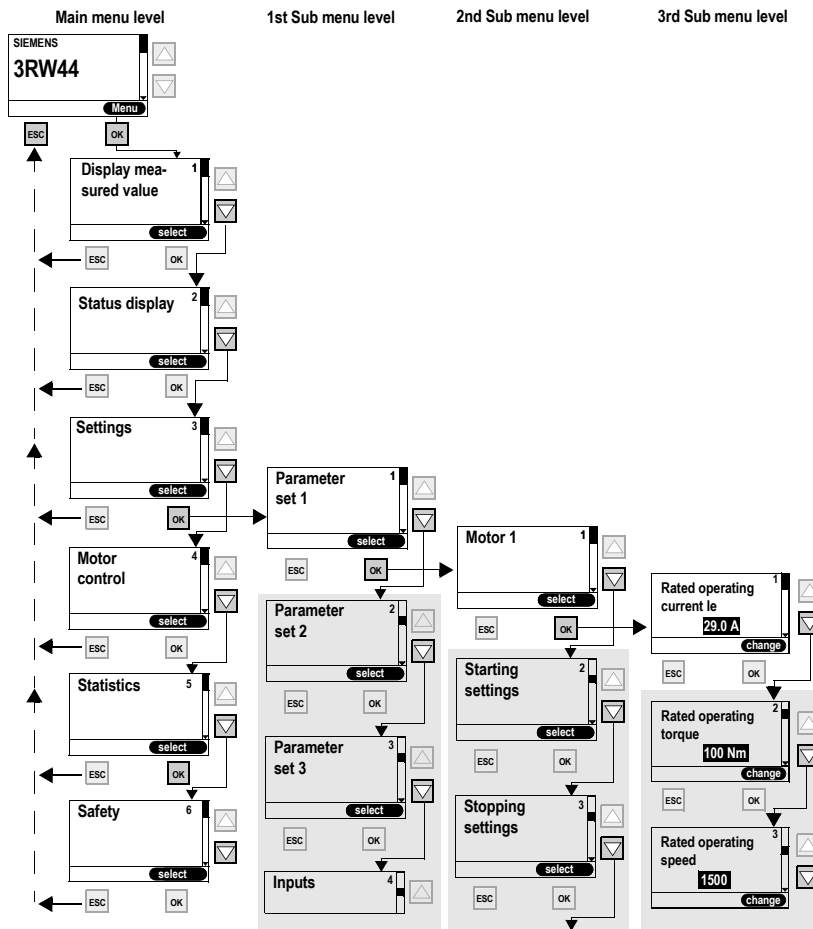 Main menu level
1st Sub menu level
2nd Sub menu level
3rd Sub menu level
SIEMENS
3RW44
Menu
ESC
OK
Display mea-
sured value
1
select
ESC
OK
Status display
2
select
ESC
OK
Settings
3
select
ESC
OK
Motor
control
4
select
ESC
OK
Statistics
5
select
ESC
OK
Safety
6
select
ESC
OK
Parameter
set 1
1
select
ESC
OK
Parameter
set 2
2
select
ESC
OK
Parameter
set 3
3
select
ESC
OK
Inputs
4
Motor 1
1
select
ESC
OK
Starting
settings
2
select
ESC
OK
Stopping
settings
3
select
ESC
OK
Rated operating
current Ie
1
29.0 A
change
ESC
OK
Rated operating
torque
2
100 Nm
change
ESC
OK
Rated operating
speed
3
1500
change